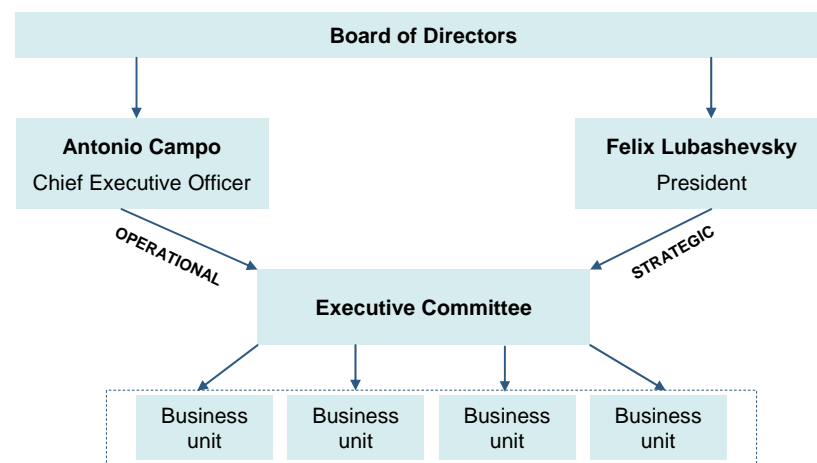 Board of Directors
Antonio Campo
Chief Executive Officer
Felix Lubashevsky
President
OPERATIONAL
STRATEGIC
Executive Committee
Business
unit
Business
unit
Business
unit
Business
unit